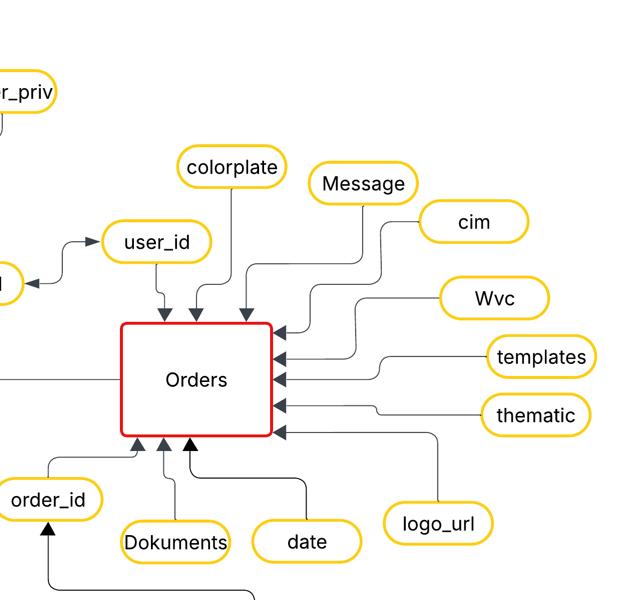 r_priv
colorplate
Message
cim
user_id
Wvc
Orders
templates
thematic
order_id
logo_url
Dokuments
date